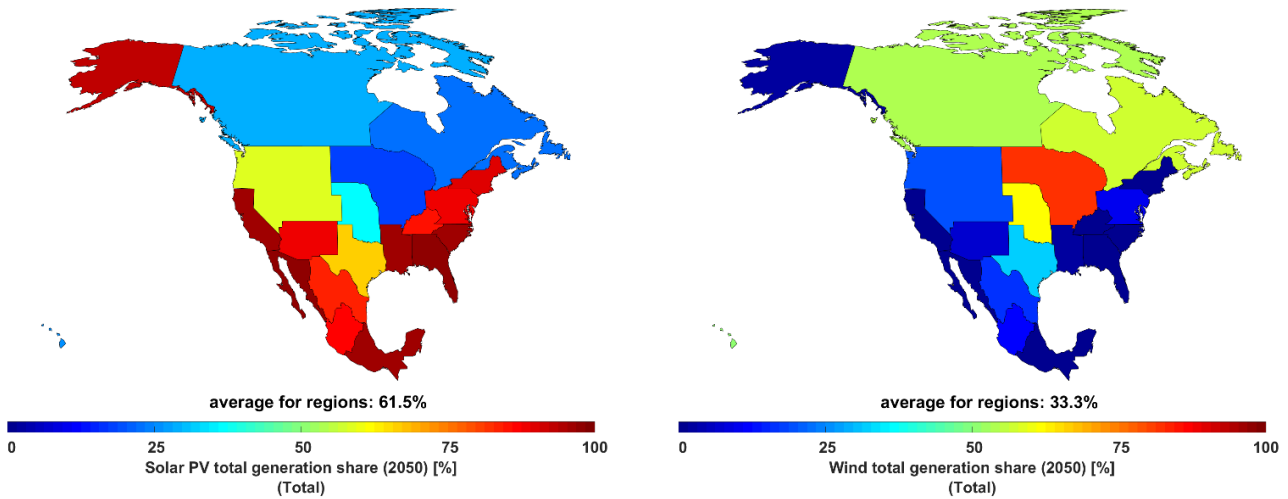 average for regions: 61.5%
0 25 50 75 100
Solar PV total generation share (2050) [%]
(Total)
average for regions: 33.3%
0 25 50 75 100
Wind total generation share (2050) [%]
(Total)